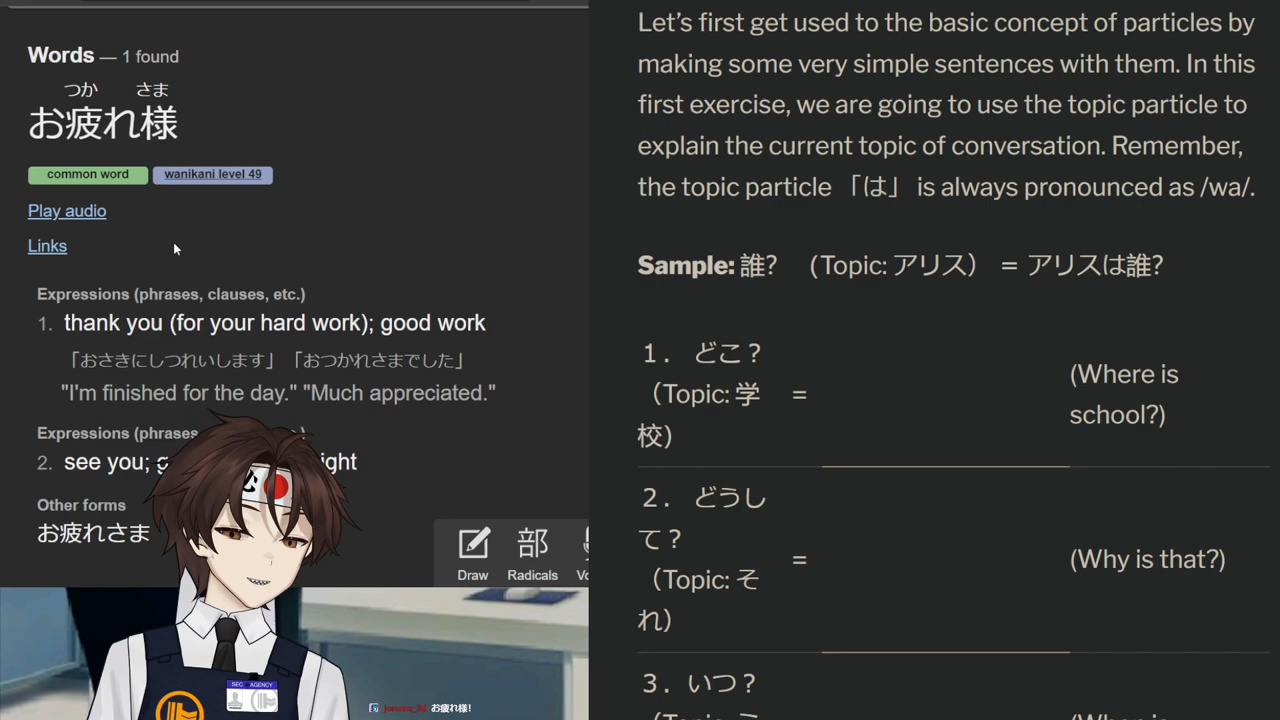 Words — 1 found
つか さま
お疲れ様
common word wanikani level 49
Play audio
Links
Expressions (phrases, clauses, etc.)
1. thank you (for your hard work); good work
「おさきにしつれいします」「おつかれさまでした」
"I'm finished for the day." "Much appreciated."
Expressions (phrases
2. see you;
Other forms
お疲れさま
Draw Radicals
SEC AGENCY
お疲れ様!
Let's first get used to the basic concept of particles by
making some very simple sentences with them. In this
first exercise, we are going to use the topic particle to
explain the current topic of conversation. Remember,
the topic particle 「は」 is always pronounced as /wa/.
Sample: 誰? (Topic: アリス） = アリスは誰?
１． どこ？
（Topic: 学
校)
=
(Where is
school?)
２． どうし
て？
（Topic: そ
れ）
=
(Why is that?)
３． いつ？